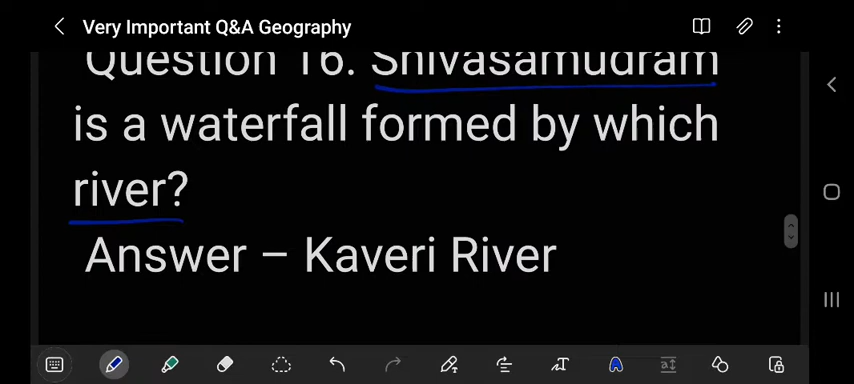 Very Important Q&A Geography
Question 16. Shivasamudram
is a waterfall formed by which
river?
Answer – Kaveri River